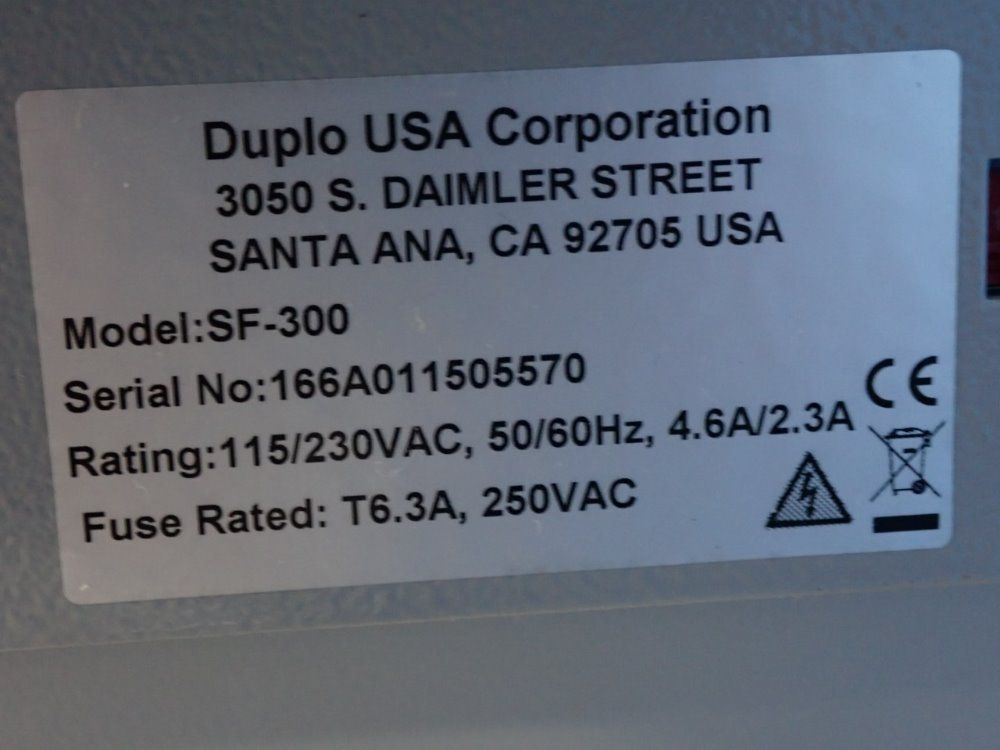 Duplo USA Corporation
3050 S. DAIMLER STREET
SANTA ANA, CA 92705 USA
Model:SF-300
Serial No:166A011505570
Rating:115/230VAC, 50/60Hz, 4.6A/2.3A
CE
Fuse Rated: T6.3A, 250VAC